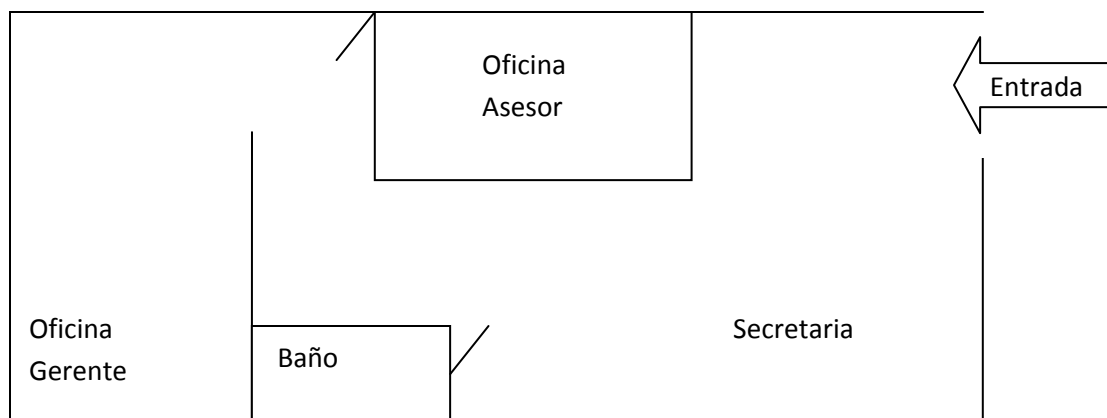 Oficina
Asesor
Entrada
Oficina
Gerente
Baño
Secretaria